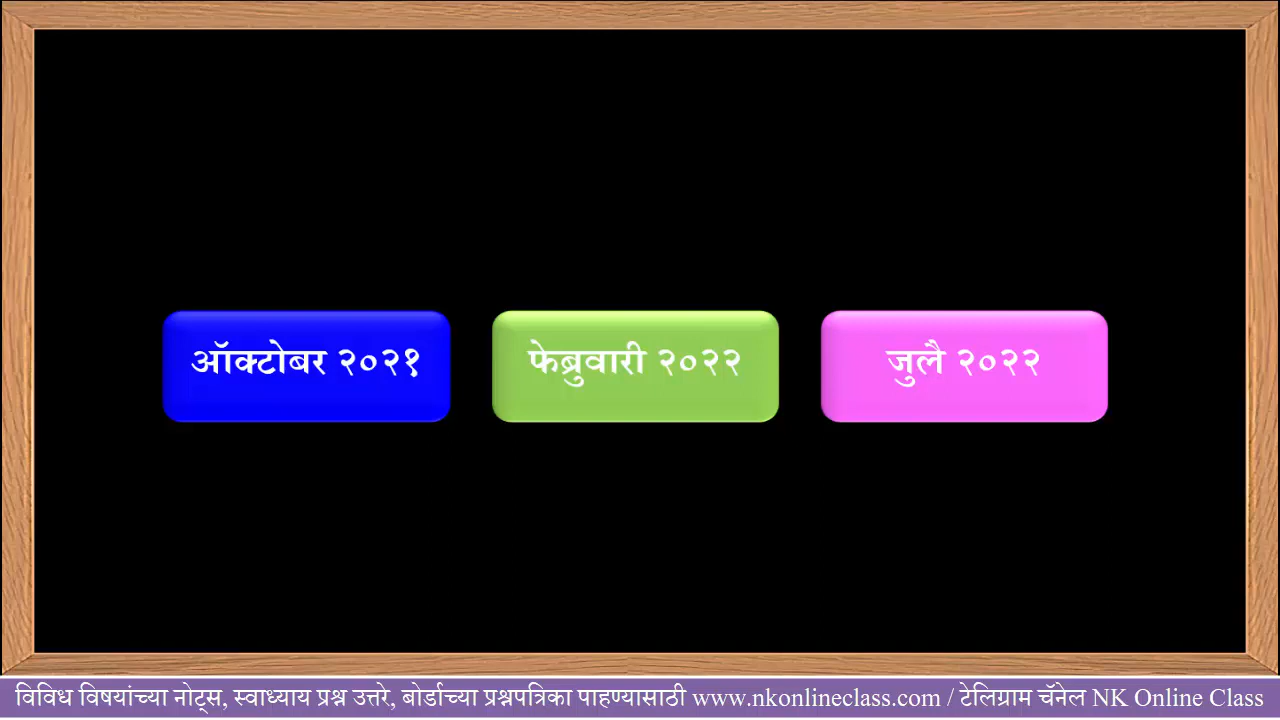 ऑक्टोबर २०२१
फेब्रुवारी २०२२
जुलै २०२२
विविध विषयांच्या नोट्स, स्वाध्याय प्रश्न उत्तरे, बोर्डाच्या प्रश्नपत्रिका पाहण्यासाठी www.nkonlineclass.com / टेलिग्राम चॅनेल NK Online Class